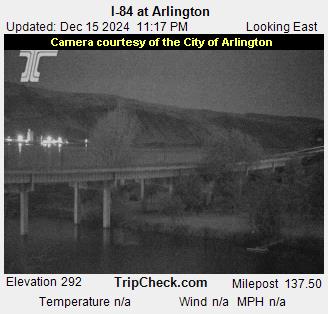 I-84 at Arlington
Updated: Dec 15 2024 11:17 PM Looking East
Camera courtesy of the City of Arlington
Elevation 292 TripCheck.com Milepost 137.50
Temperature n/a Wind n/a MPH n/a